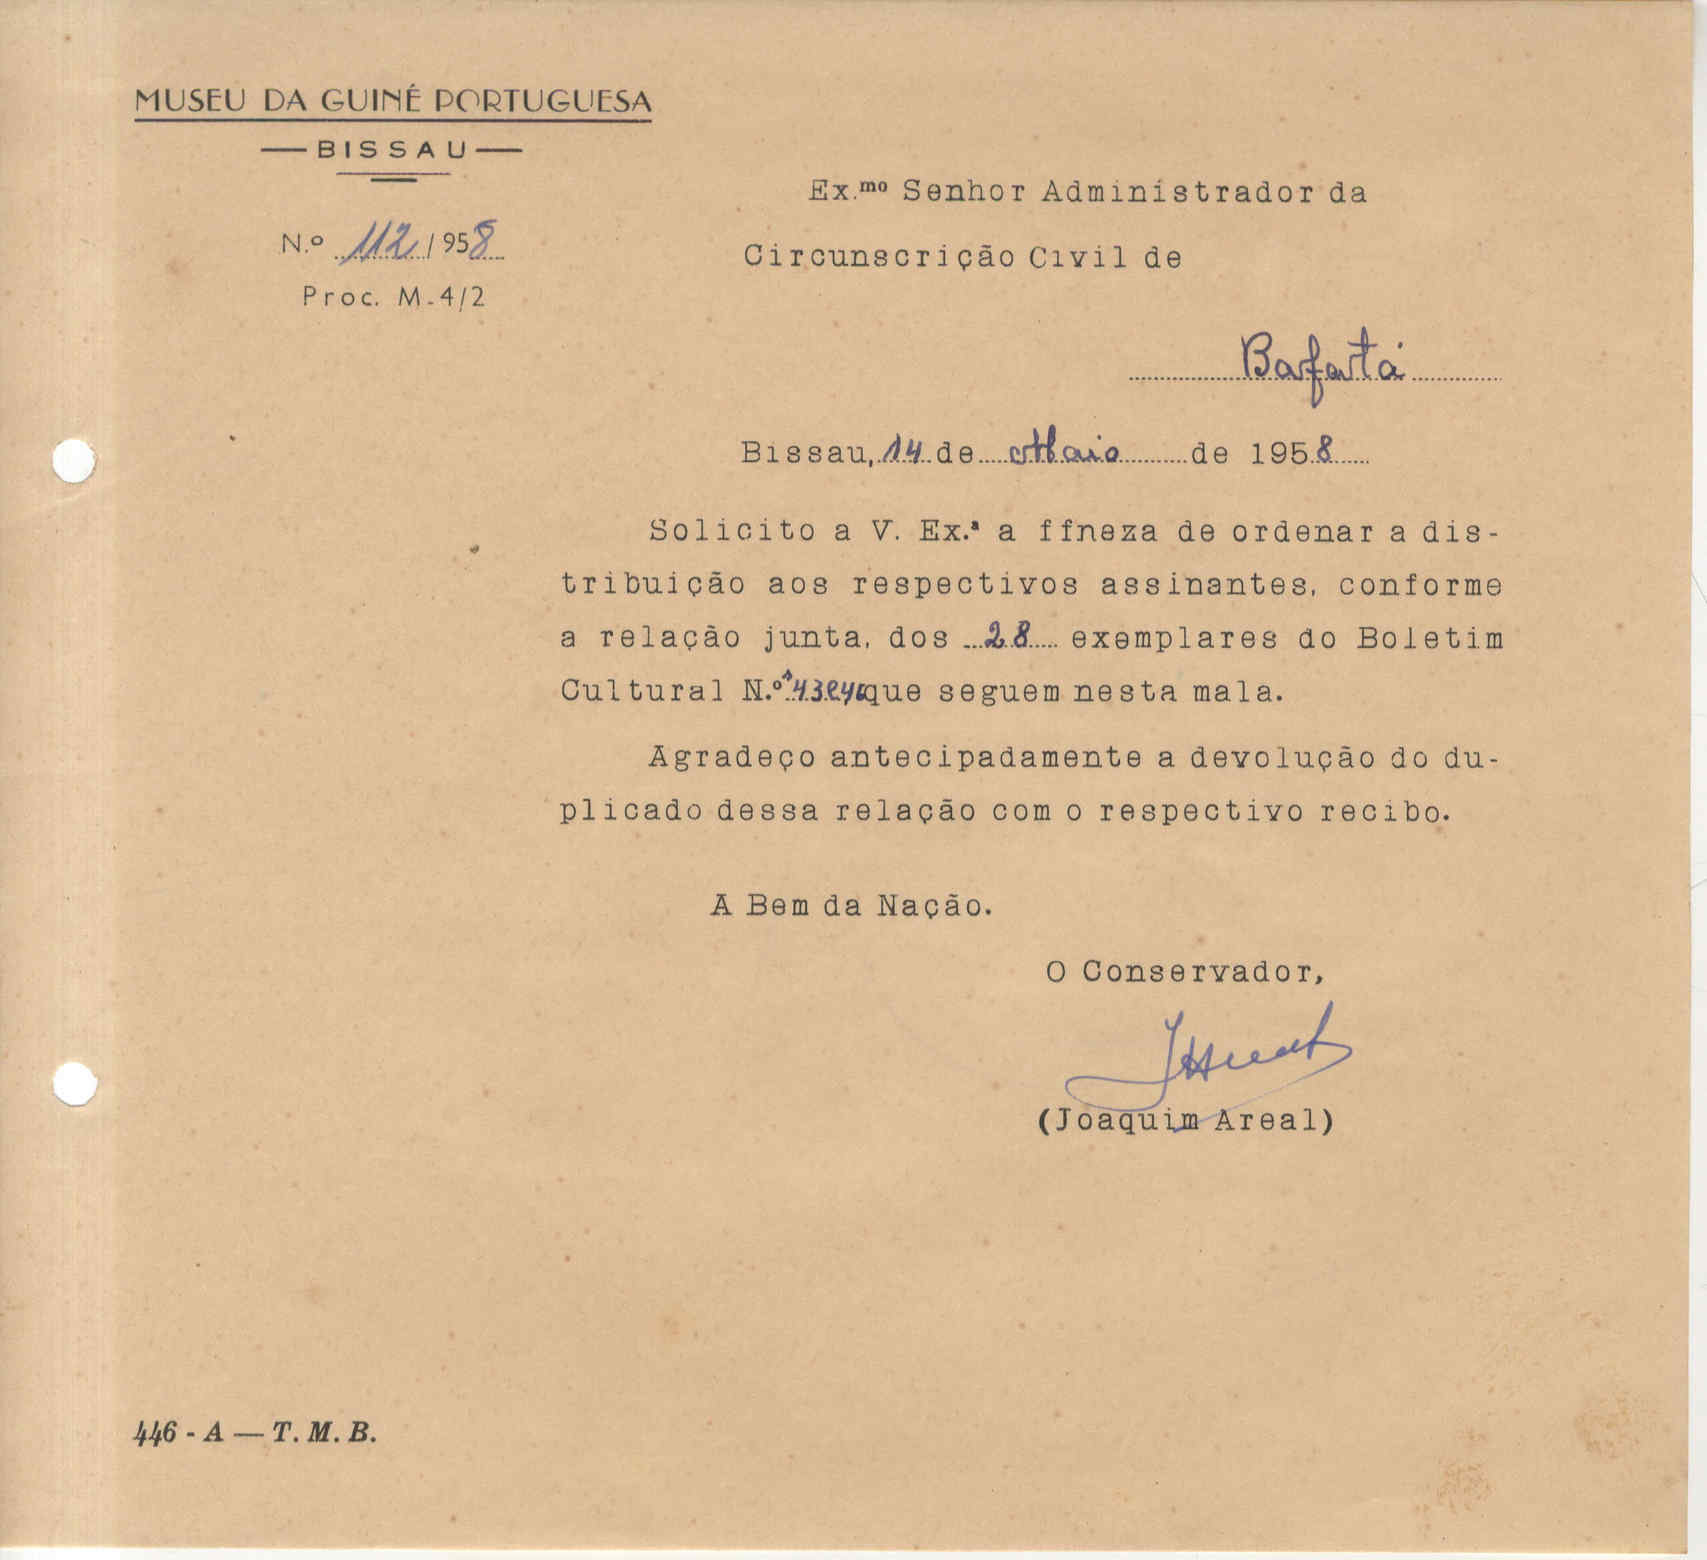 MUSEU DA GUINÉ PORTUGUESA
— BISSAU —
N.º 112/1958
Proc. M-4/2
Ex.mo Senhor Administrador da
Circunscrição Civil de
Bafatá
Bissau, 14 de Maio de 1958
Solicito a V. Ex.ª a ffneza de ordenar a dis-
tribuição aos respectivos assinantes, conforme
a relação junta, dos 28 exemplares do Boletim
Cultural N.ºs 43 e 44 que seguem nesta mala.
Agradeço antecipadamente a devolução do du-
plicado dessa relação com o respectivo recibo.
A Bem da Nação.
O Conservador,
(Joaquim Areal)
446 - A — T. M. B.